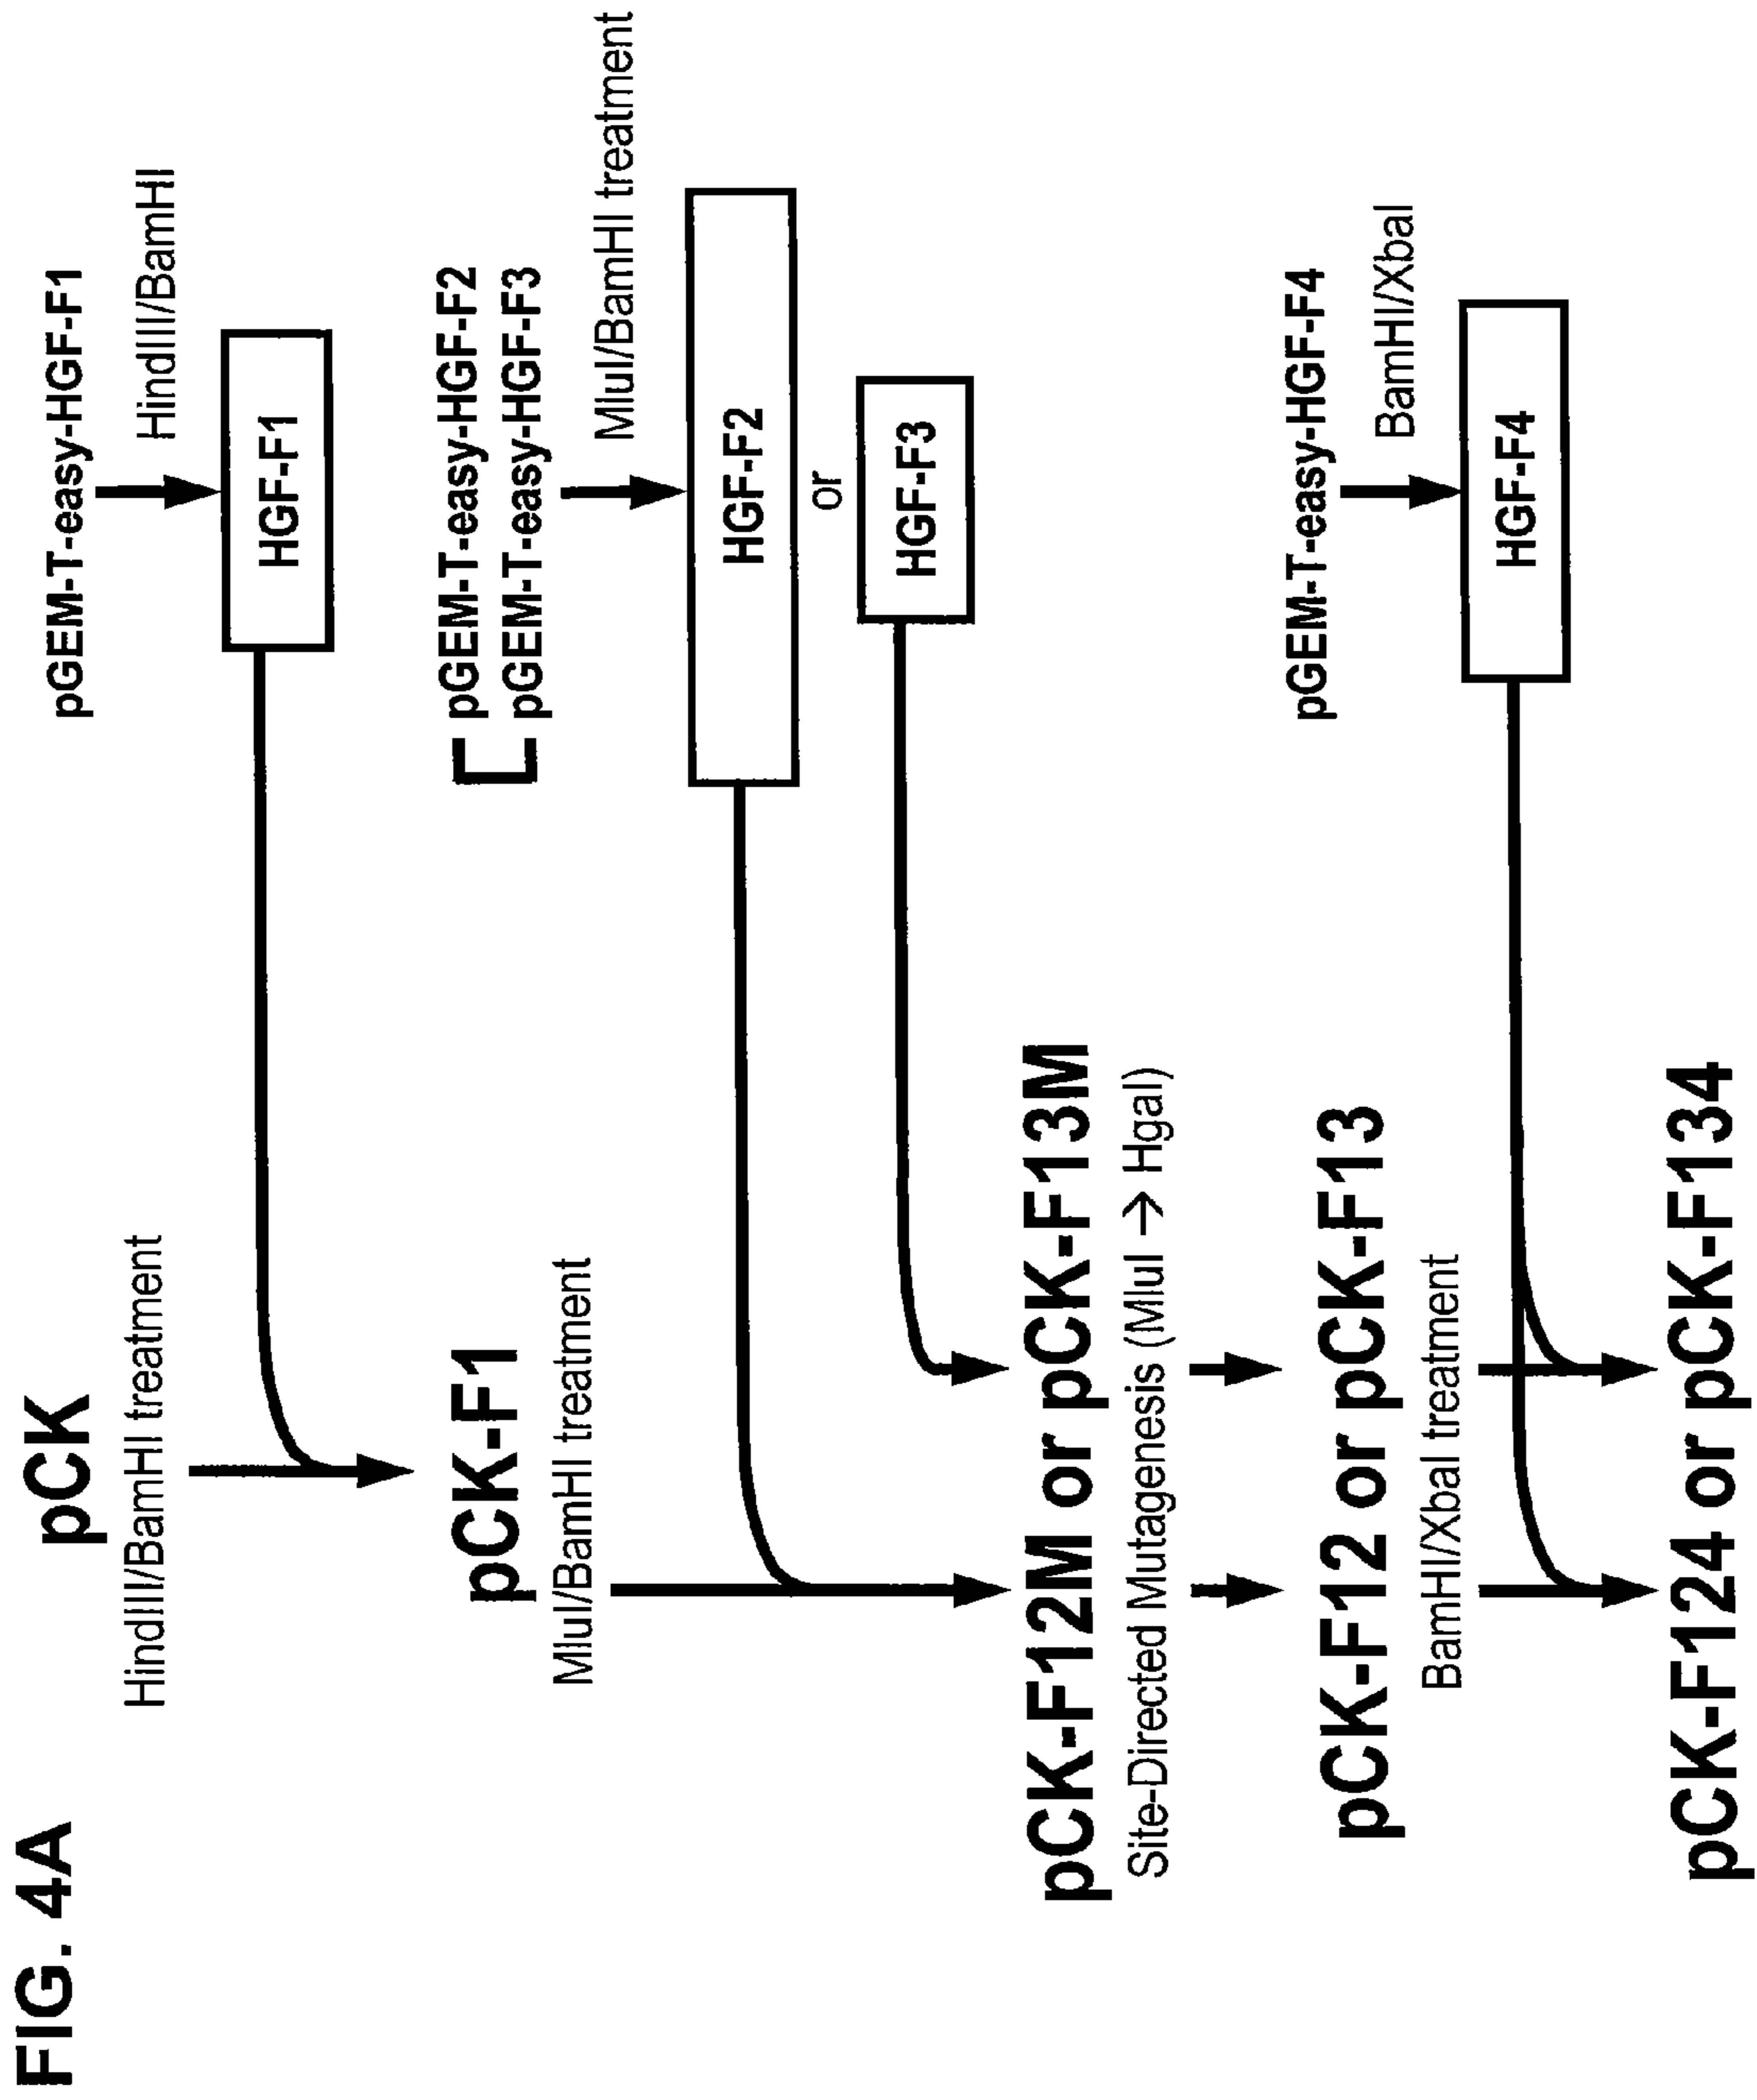 FIG. 4A
pCK
HindIII/BamHI treatment
pGEM-T-easy-HGF-F1
HindIII/BamHI
HGF-F1
pCK-F1
MluI/BamHI treatment
pGEM-T-easy-HGF-F2
pGEM-T-easy-HGF-F3
MluI/BamHI treatment
HGF-F2
or
HGF-F3
pCK-F12M or pCK-F13M
Site-Directed Mutagenesis (MluI → HgaI)
pCK-F12 or pCK-F13
BamHI/XbaI treatment
pGEM-T-easy-HGF-F4
BamHI/XbaI
HGF-F4
pCK-F124 or pCK-F134